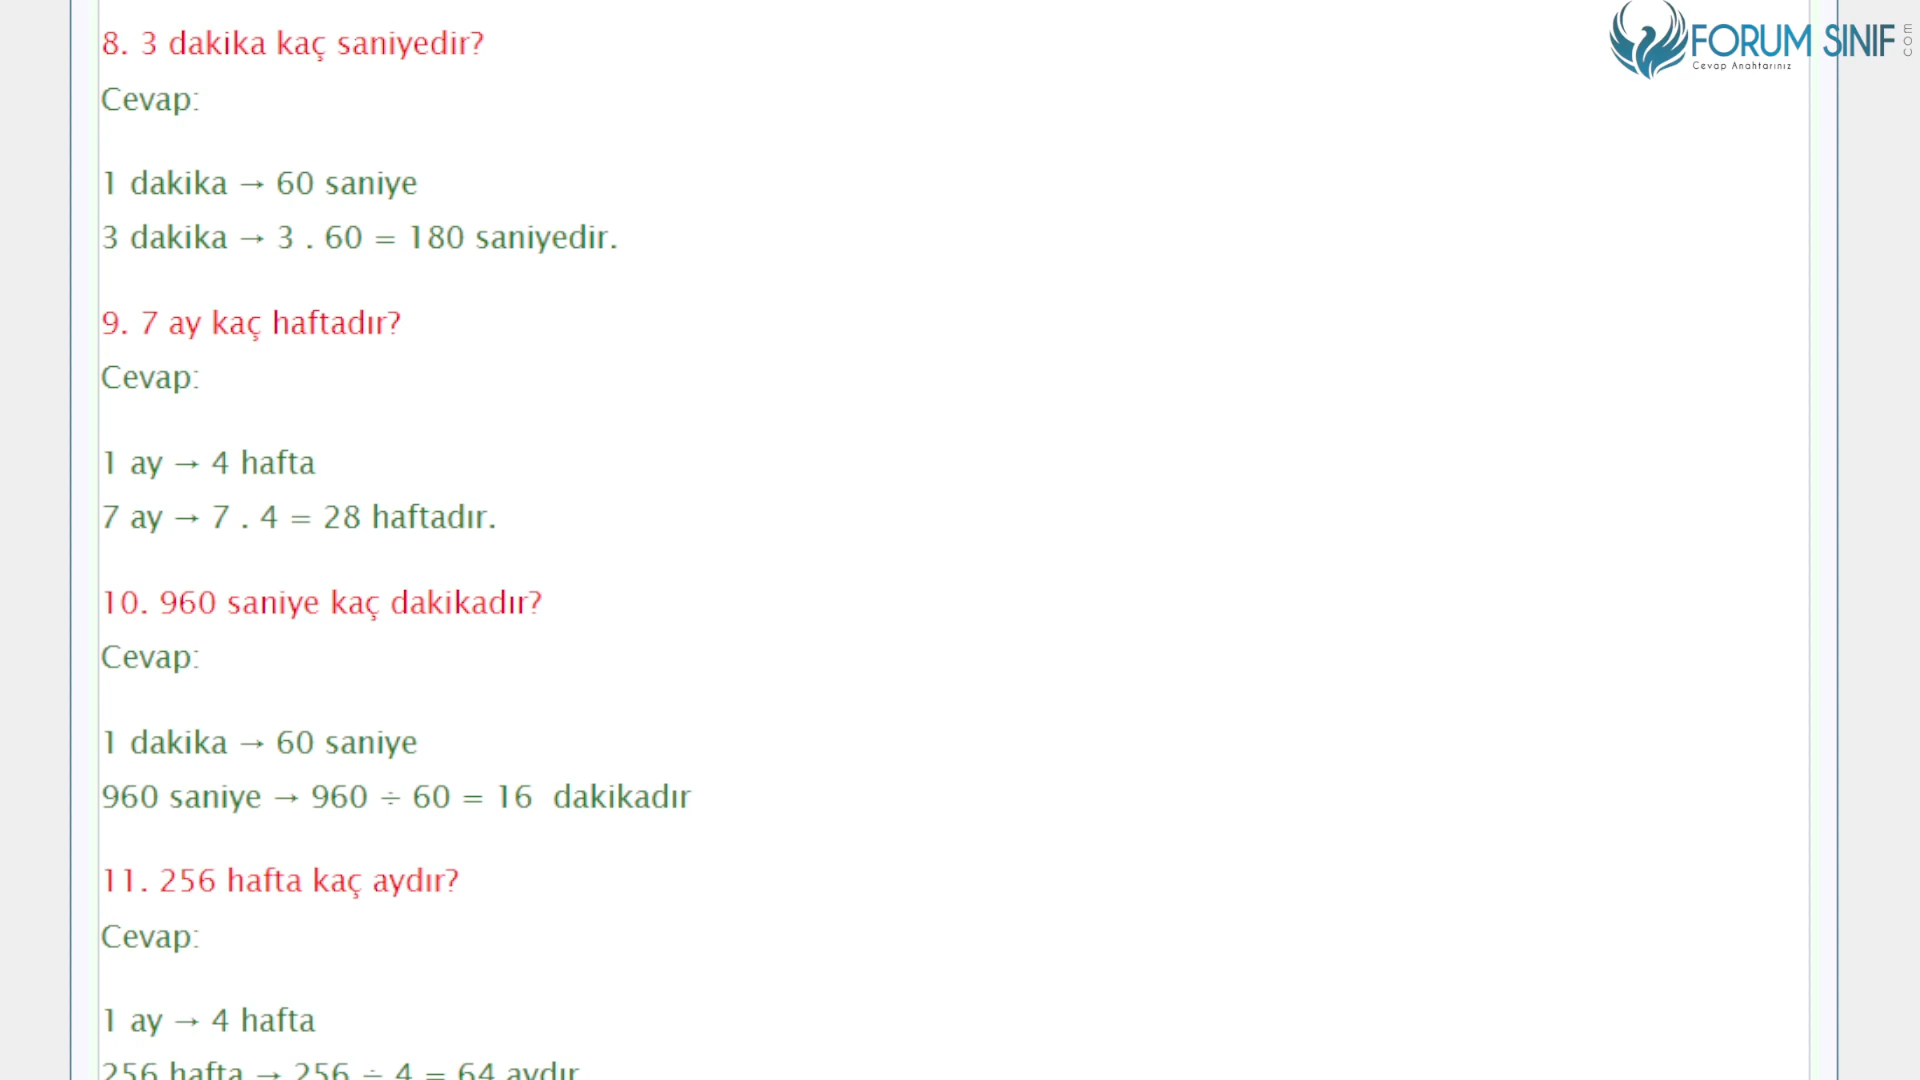 FORUM SINIF
com
Cevap Anahtarınız
8. 3 dakika kaç saniyedir?
Cevap:
1 dakika → 60 saniye
3 dakika → 3 . 60 = 180 saniyedir.
9. 7 ay kaç haftadır?
Cevap:
1 ay → 4 hafta
7 ay → 7 . 4 = 28 haftadır.
10. 960 saniye kaç dakikadır?
Cevap:
1 dakika → 60 saniye
960 saniye → 960 ÷ 60 = 16 dakikadır
11. 256 hafta kaç aydır?
Cevap:
1 ay → 4 hafta
256 hafta → 256 ÷ 4 = 64 aydır